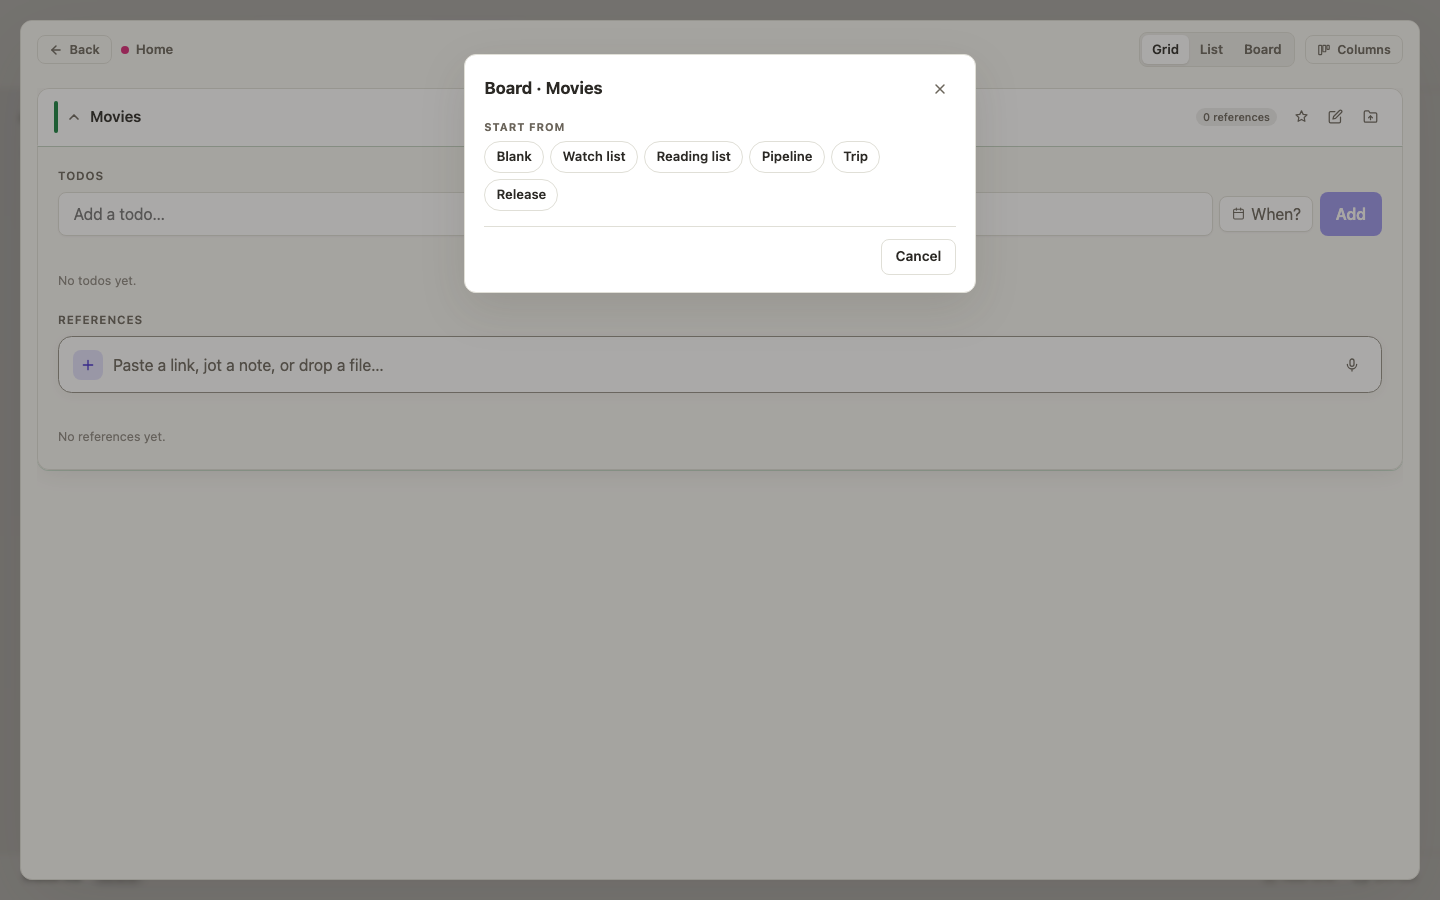 Back
Home
Grid
List
Board
Columns
Board · Movies
START FROM
Blank
Watch list
Reading list
Pipeline
Trip
Release
Cancel
Movies
0 references
TODOS
Add a todo...
When?
Add
No todos yet.
REFERENCES
Paste a link, jot a note, or drop a file...
No references yet.